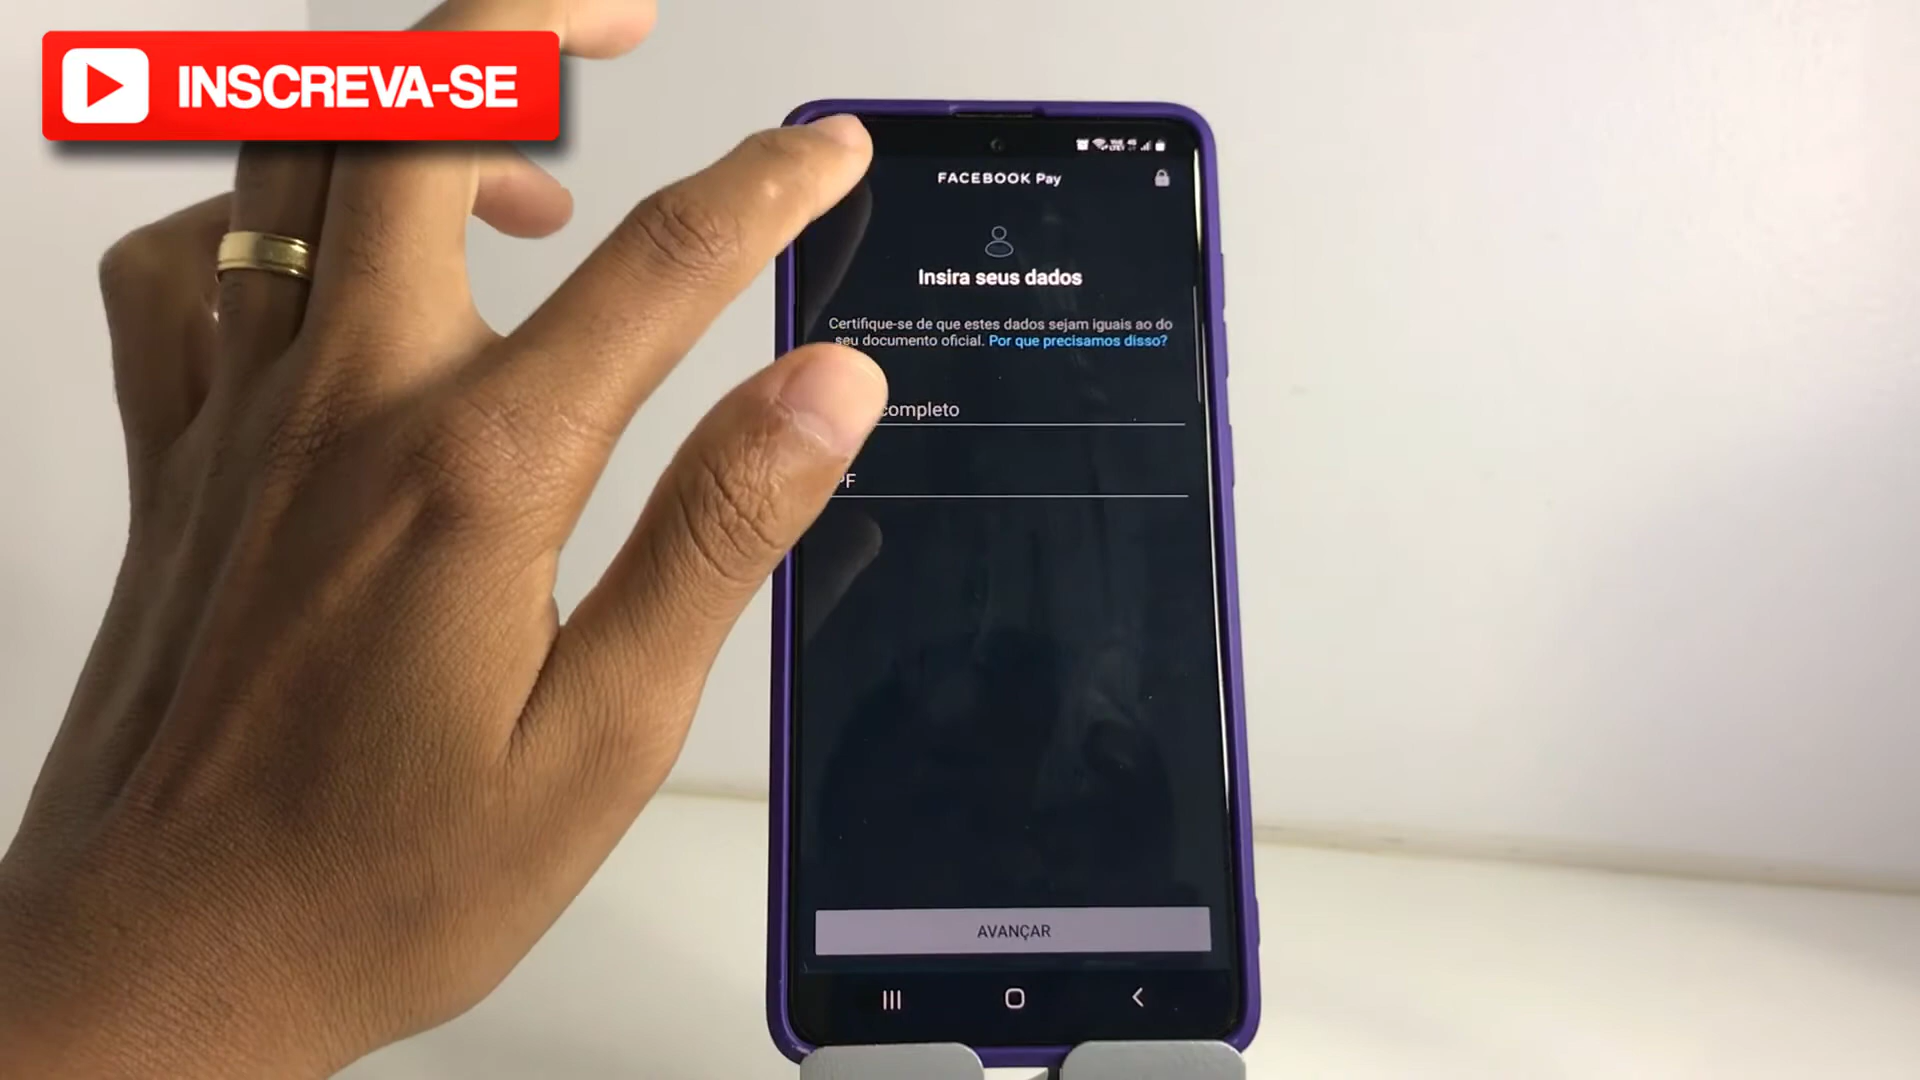 INSCREVA-SE
FACEBOOK Pay
Insira seus dados
Certifique-se de que estes dados sejam iguais ao do
seu documento oficial. Por que precisamos disso?
completo
PF
AVANÇAR